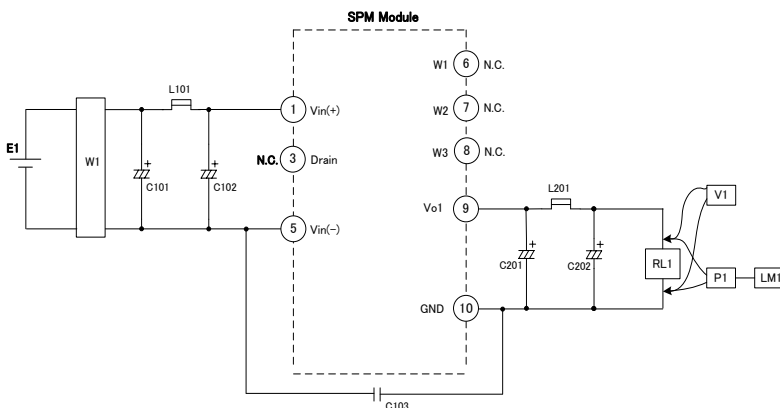 SPM Module
W1 6 N.C.
L101
1 Vin(+)
W2 7 N.C.
E1
W1
N.C. 3 Drain
W3 8 N.C.
C101
C102
L201
Vo1 9
V1
5 Vin(-)
C201
C202
RL1
P1
LM1
GND 10
C103